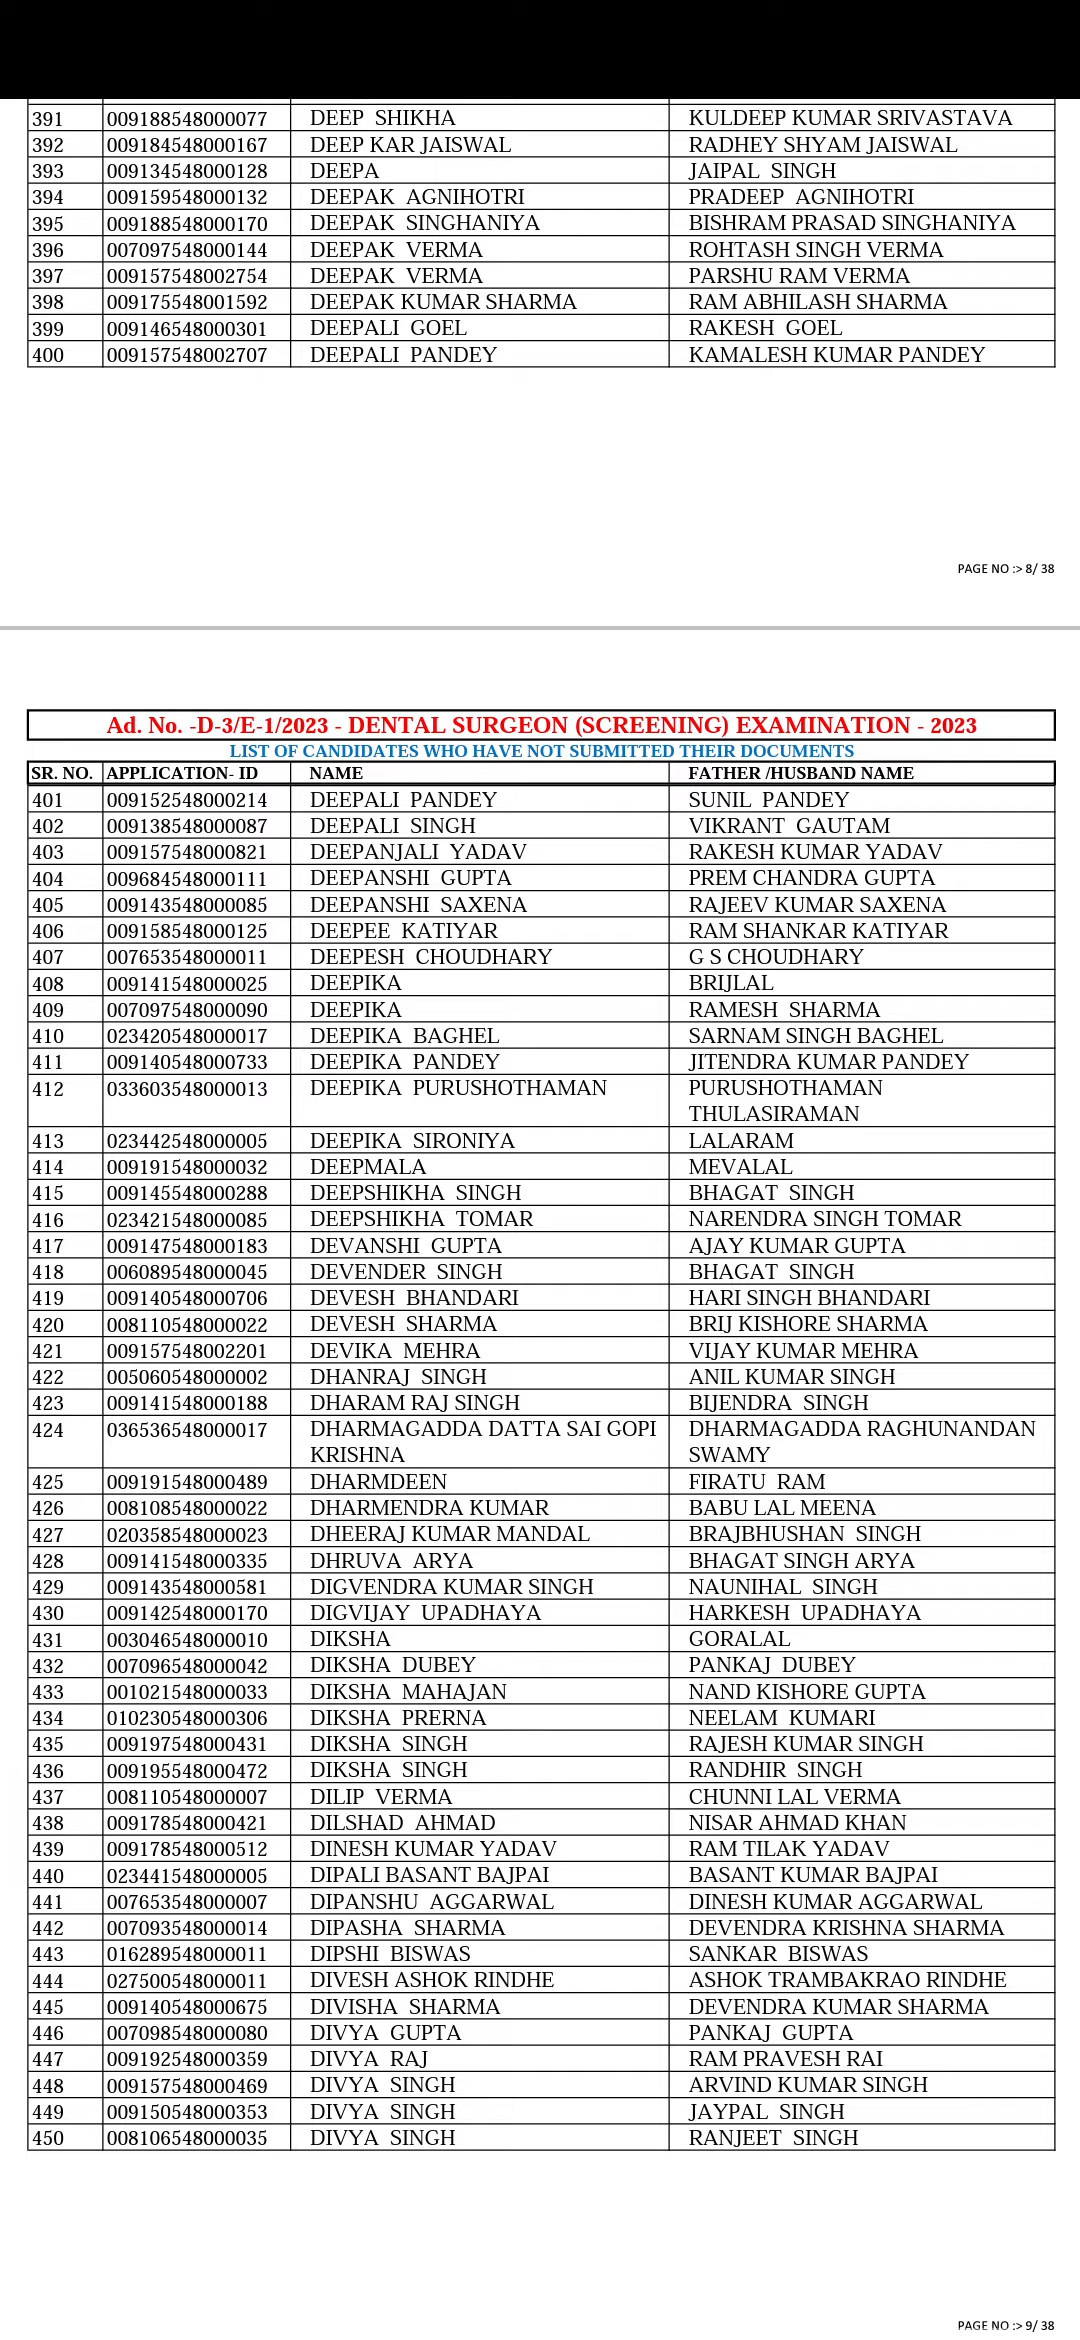 391 009188548000077 DEEP SHIKHA KULDEEP KUMAR SRIVASTAVA
392 009184548000167 DEEP KAR JAISWAL RADHEY SHYAM JAISWAL
393 009134548000128 DEEPA JAIPAL SINGH
394 009159548000132 DEEPAK AGNIHOTRI PRADEEP AGNIHOTRI
395 009188548000170 DEEPAK SINGHANIYA BISHRAM PRASAD SINGHANIYA
396 007097548000144 DEEPAK VERMA ROHTASH SINGH VERMA
397 009157548002754 DEEPAK VERMA PARSHU RAM VERMA
398 009175548001592 DEEPAK KUMAR SHARMA RAM ABHILASH SHARMA
399 009146548000301 DEEPALI GOEL RAKESH GOEL
400 009157548002707 DEEPALI PANDEY KAMALESH KUMAR PANDEY
PAGE NO :> 8/ 38
Ad. No. -D-3/E-1/2023 - DENTAL SURGEON (SCREENING) EXAMINATION - 2023
LIST OF CANDIDATES WHO HAVE NOT SUBMITTED THEIR DOCUMENTS
SR. NO. APPLICATION- ID NAME FATHER /HUSBAND NAME
401 009152548000214 DEEPALI PANDEY SUNIL PANDEY
402 009138548000087 DEEPALI SINGH VIKRANT GAUTAM
403 009157548000821 DEEPANJALI YADAV RAKESH KUMAR YADAV
404 009684548000111 DEEPANSHI GUPTA PREM CHANDRA GUPTA
405 009143548000085 DEEPANSHI SAXENA RAJEEV KUMAR SAXENA
406 009158548000125 DEEPEE KATIYAR RAM SHANKAR KATIYAR
407 007653548000011 DEEPESH CHOUDHARY G S CHOUDHARY
408 009141548000025 DEEPIKA BRIJLAL
409 007097548000090 DEEPIKA RAMESH SHARMA
410 023420548000017 DEEPIKA BAGHEL SARNAM SINGH BAGHEL
411 009140548000733 DEEPIKA PANDEY JITENDRA KUMAR PANDEY
412 033603548000013 DEEPIKA PURUSHOTHAMAN PURUSHOTHAMAN
THULASIRAMAN
413 023442548000005 DEEPIKA SIRONIYA LALARAM
414 009191548000032 DEEPMALA MEVALAL
415 009145548000288 DEEPSHIKHA SINGH BHAGAT SINGH
416 023421548000085 DEEPSHIKHA TOMAR NARENDRA SINGH TOMAR
417 009147548000183 DEVANSHI GUPTA AJAY KUMAR GUPTA
418 006089548000045 DEVENDER SINGH BHAGAT SINGH
419 009140548000706 DEVESH BHANDARI HARI SINGH BHANDARI
420 008110548000022 DEVESH SHARMA BRIJ KISHORE SHARMA
421 009157548002201 DEVIKA MEHRA VIJAY KUMAR MEHRA
422 005060548000002 DHANRAJ SINGH ANIL KUMAR SINGH
423 009141548000188 DHARAM RAJ SINGH BIJENDRA SINGH
424 036536548000017 DHARMAGADDA DATTA SAI GOPI DHARMAGADDA RAGHUNANDAN
KRISHNA SWAMY
425 009191548000489 DHARMDEEN FIRATU RAM
426 008108548000022 DHARMENDRA KUMAR BABU LAL MEENA
427 020358548000023 DHEERAJ KUMAR MANDAL BRAJBHUSHAN SINGH
428 009141548000335 DHRUVA ARYA BHAGAT SINGH ARYA
429 009143548000581 DIGVENDRA KUMAR SINGH NAUNIHAL SINGH
430 009142548000170 DIGVIJAY UPADHAYA HARKESH UPADHAYA
431 003046548000010 DIKSHA GORALAL
432 007096548000042 DIKSHA DUBEY PANKAJ DUBEY
433 001021548000033 DIKSHA MAHAJAN NAND KISHORE GUPTA
434 010230548000306 DIKSHA PRERNA NEELAM KUMARI
435 009197548000431 DIKSHA SINGH RAJESH KUMAR SINGH
436 009195548000472 DIKSHA SINGH RANDHIR SINGH
437 008110548000007 DILIP VERMA CHUNNI LAL VERMA
438 009178548000421 DILSHAD AHMAD NISAR AHMAD KHAN
439 009178548000512 DINESH KUMAR YADAV RAM TILAK YADAV
440 023441548000005 DIPALI BASANT BAJPAI BASANT KUMAR BAJPAI
441 007653548000007 DIPANSHU AGGARWAL DINESH KUMAR AGGARWAL
442 007093548000014 DIPASHA SHARMA DEVENDRA KRISHNA SHARMA
443 016289548000011 DIPSHI BISWAS SANKAR BISWAS
444 027500548000011 DIVESH ASHOK RINDHE ASHOK TRAMBAKRAO RINDHE
445 009140548000675 DIVISHA SHARMA DEVENDRA KUMAR SHARMA
446 007098548000080 DIVYA GUPTA PANKAJ GUPTA
447 009192548000359 DIVYA RAJ RAM PRAVESH RAI
448 009157548000469 DIVYA SINGH ARVIND KUMAR SINGH
449 009150548000353 DIVYA SINGH JAYPAL SINGH
450 008106548000035 DIVYA SINGH RANJEET SINGH
PAGE NO :> 9/ 38